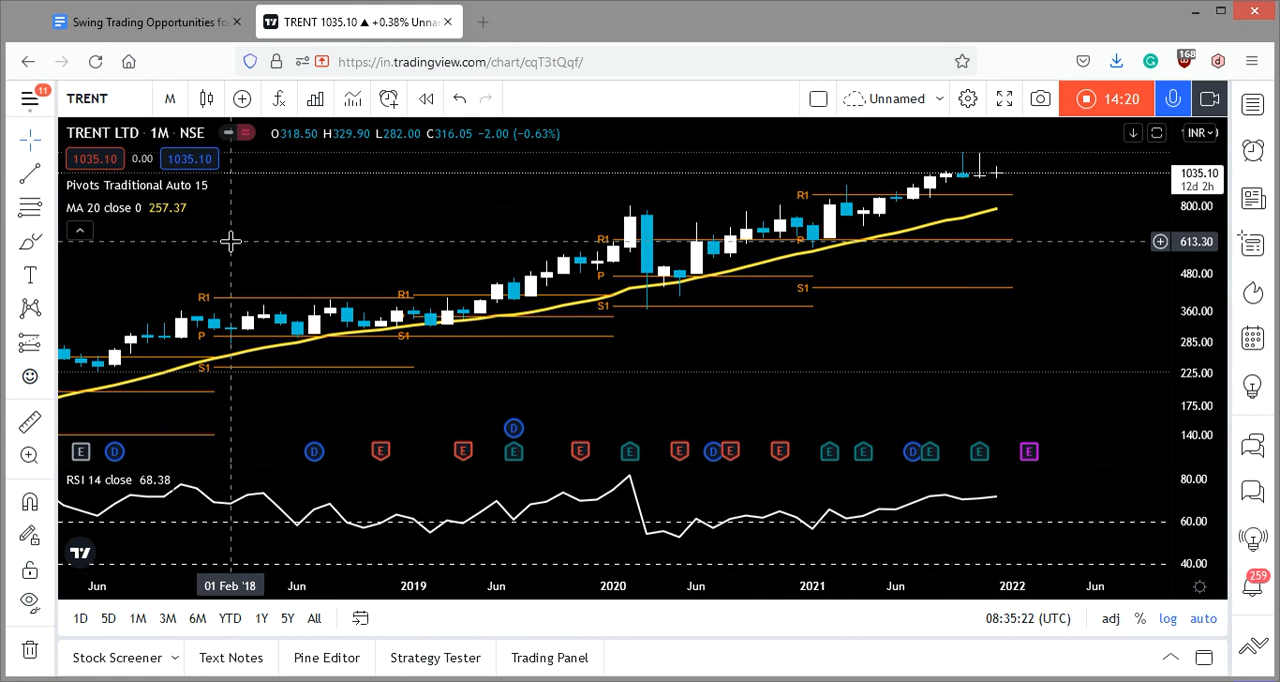 Swing Trading Opportunities fo
TRENT 1035.10 ▲ +0.38% Unna
https://in.tradingview.com/chart/cqT3tQqf/
168
11
TRENT
M
Unnamed
14:20
TRENT LTD · 1M · NSE
O318.50 H329.90 L282.00 C316.05 -2.00 (-0.63%)
INR
1035.10 0.00 1035.10
Pivots Traditional Auto 15
MA 20 close 0 257.37
1035.10
12d 2h
800.00
613.30
480.00
360.00
285.00
225.00
175.00
140.00
R1
P
S1
R1
S1
R1
P
S1
R1
P
S1
D
E D D E E E E E E D E E E E D E E E
RSI 14 close 68.38
80.00
60.00
40.00
Jun 01 Feb '18 Jun 2019 Jun 2020 Jun 2021 Jun 2022 Jun
1D 5D 1M 3M 6M YTD 1Y 5Y All
08:35:22 (UTC) adj % log auto
259
Stock Screener Text Notes Pine Editor Strategy Tester Trading Panel